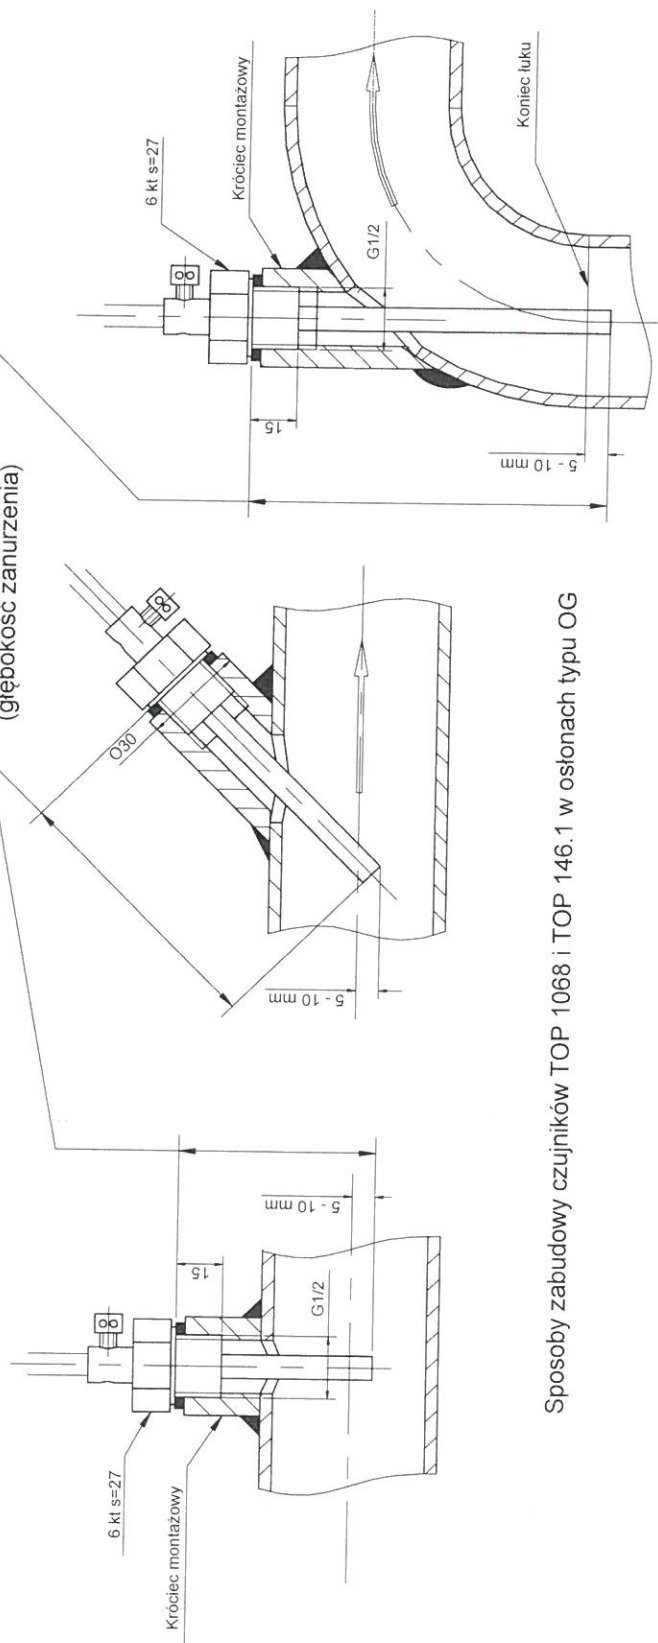 (głębokość zanurzenia)
6 kt s=27
Króciec montażowy
15
G1/2
5 - 10 mm
O30
5 - 10 mm
6 kt s=27
Króciec montażowy
15
G1/2
5 - 10 mm
Koniec łuku
Sposoby zabudowy czujników TOP 1068 i TOP 146.1 w osłonach typu OG